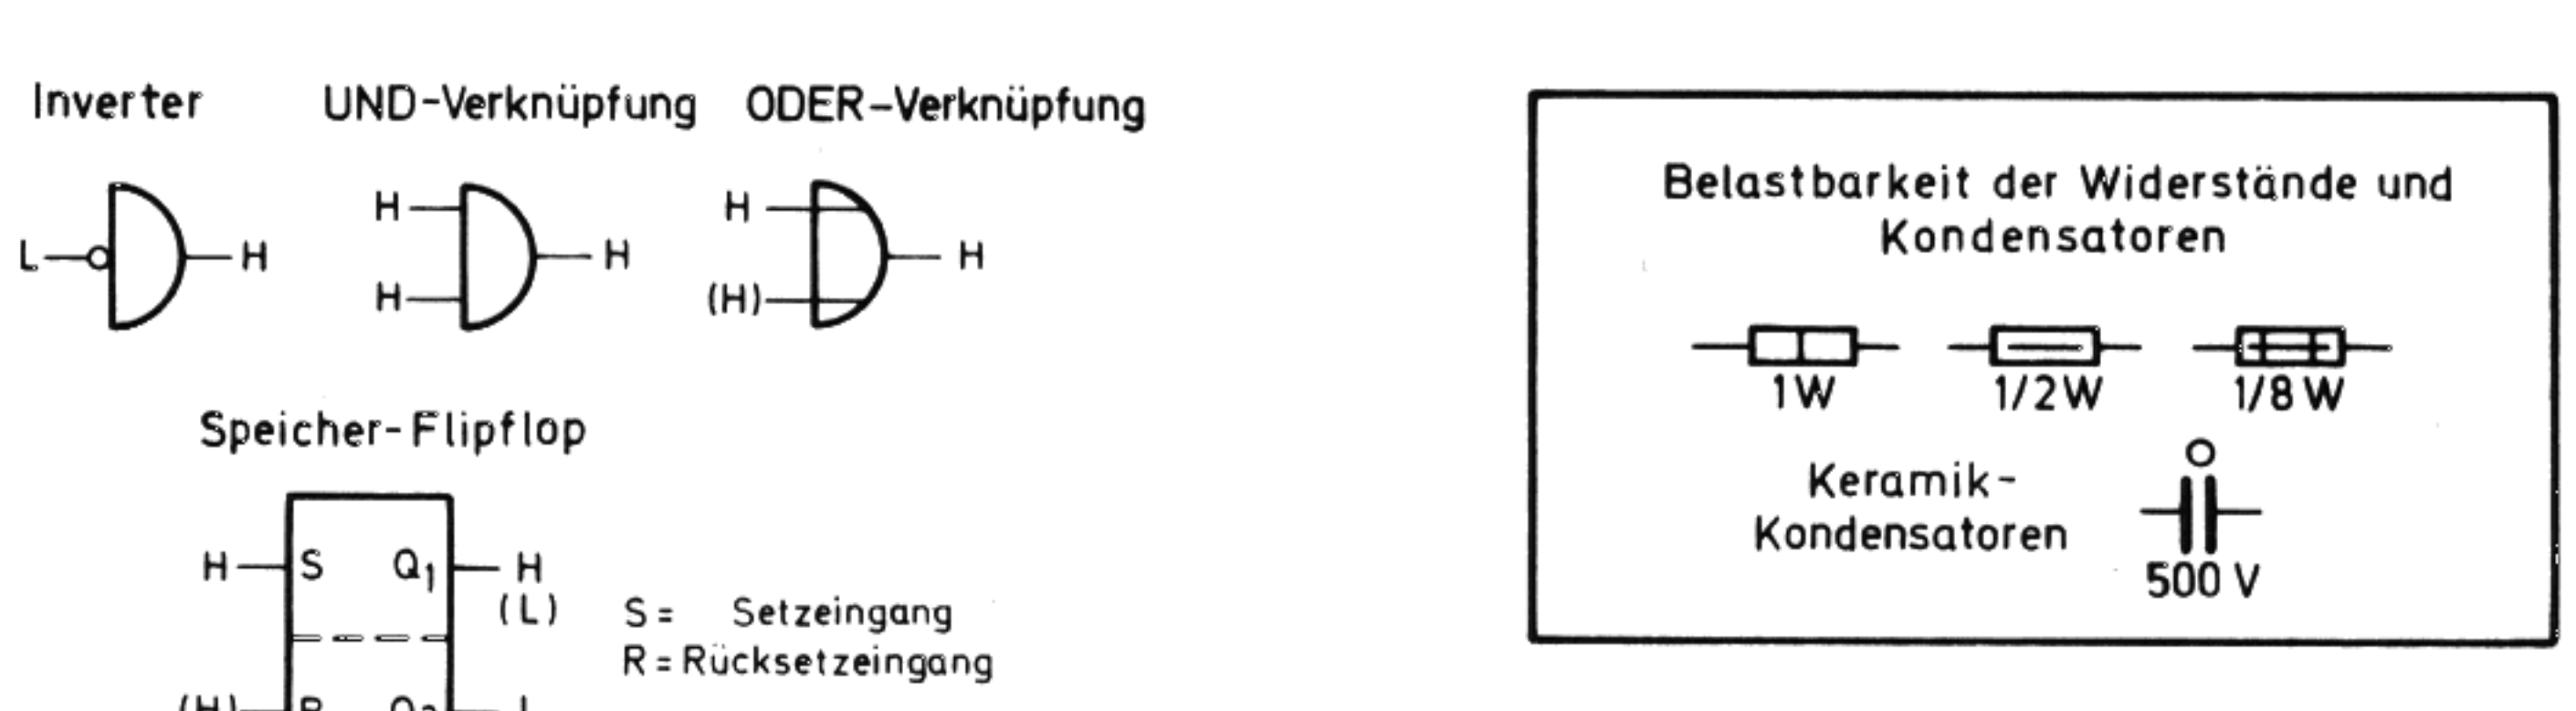 Inverter UND-Verknüpfung ODER-Verknüpfung
H H
L H H H
H (H)
H
Speicher-Flipflop
H S Q1 H
(L)
S = Setzeingang
R = Rücksetzeingang
(H) R Q2 L
Belastbarkeit der Widerstände und
Kondensatoren
1W 1/2W 1/8W
Keramik-
Kondensatoren
500 V